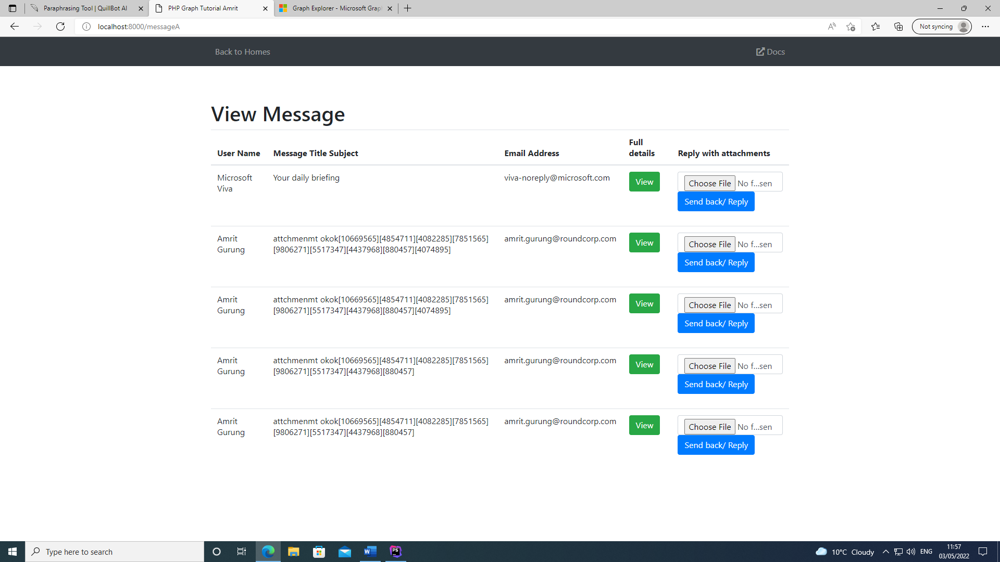 Paraphrasing Tool | QuillBot AI
PHP Graph Tutorial Amrit
Graph Explorer - Microsoft Grap
localhost:8000/messageA
Not syncing
Back to Homes
Docs
View Message
User Name
Message Title Subject
Email Address
Full
details
Reply with attachments
Microsoft
Viva
Your daily briefing
viva-noreply@microsoft.com
View
Choose File No f...sen
Send back/ Reply
Amrit
Gurung
attchmenmt okok[10669565][4854711][4082285][7851565]
[9806271][5517347][4437968][880457][4074895]
amrit.gurung@roundcorp.com
View
Choose File No f...sen
Send back/ Reply
Amrit
Gurung
attchmenmt okok[10669565][4854711][4082285][7851565]
[9806271][5517347][4437968][880457][4074895]
amrit.gurung@roundcorp.com
View
Choose File No f...sen
Send back/ Reply
Amrit
Gurung
attchmenmt okok[10669565][4854711][4082285][7851565]
[9806271][5517347][4437968][880457]
amrit.gurung@roundcorp.com
View
Choose File No f...sen
Send back/ Reply
Amrit
Gurung
attchmenmt okok[10669565][4854711][4082285][7851565]
[9806271][5517347][4437968][880457]
amrit.gurung@roundcorp.com
View
Choose File No f...sen
Send back/ Reply
Type here to search
10°C Cloudy
ENG
11:57
03/05/2022